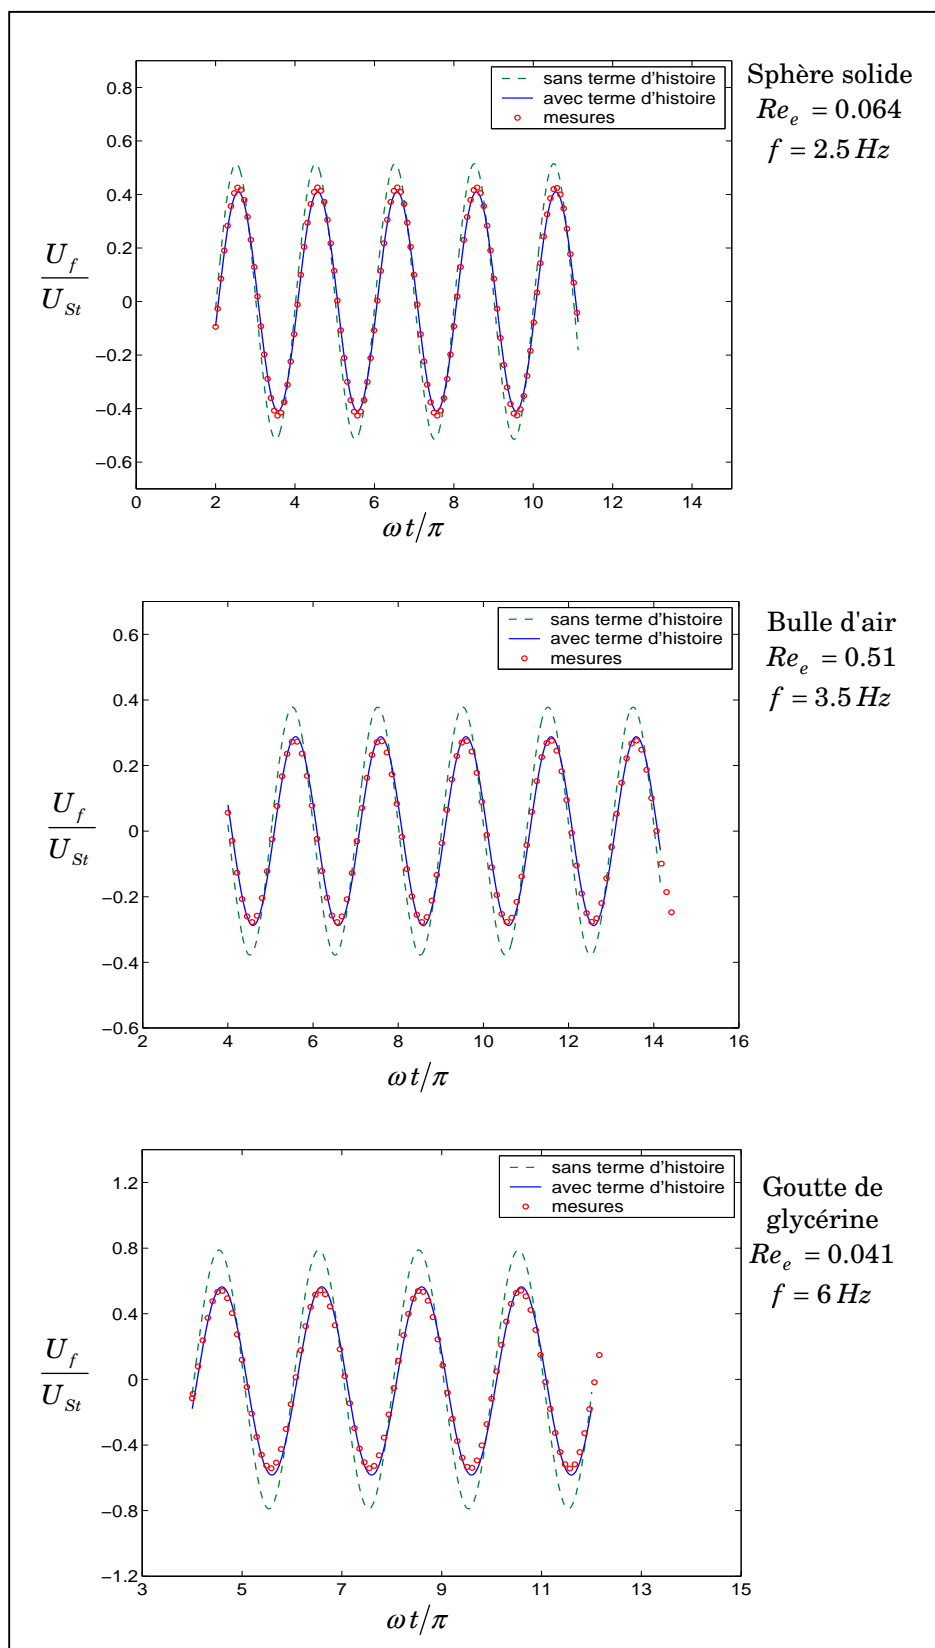 sans terme d'histoire
avec terme d'histoire
mesures
Sphère solide
Re_e = 0.064
f = 2.5 Hz
0.8
0.6
0.4
0.2
0
−0.2
−0.4
−0.6
U_f
U_St
0 2 4 6 8 10 12 14
ωt/π
sans terme d'histoire
avec terme d'histoire
mesures
Bulle d'air
Re_e = 0.51
f = 3.5 Hz
0.6
0.4
0.2
0
−0.2
−0.4
−0.6
U_f
U_St
2 4 6 8 10 12 14 16
ωt/π
sans terme d'histoire
avec terme d'histoire
mesures
Goutte de
glycérine
Re_e = 0.041
f = 6 Hz
1.2
0.8
0.4
0
−0.4
−0.8
−1.2
U_f
U_St
3 5 7 9 11 13 15
ωt/π